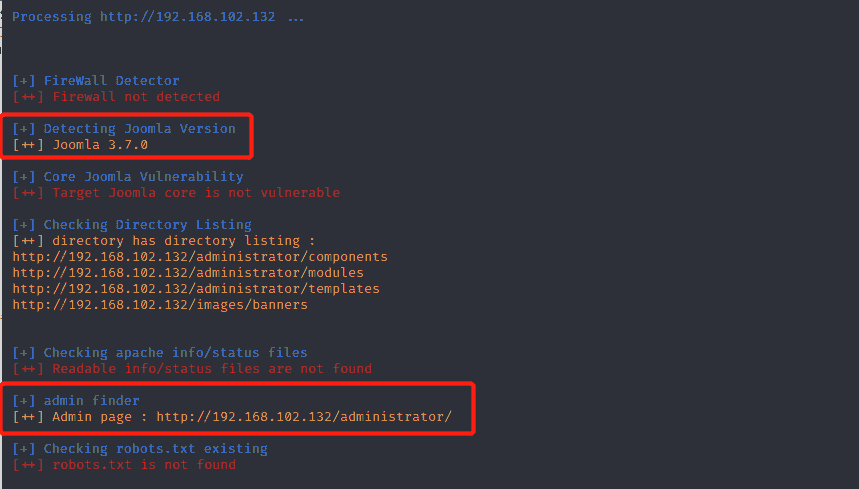 Processing http://192.168.102.132 ...
[+] FireWall Detector
[++] Firewall not detected
[+] Detecting Joomla Version
[++] Joomla 3.7.0
[+] Core Joomla Vulnerability
[++] Target Joomla core is not vulnerable
[+] Checking Directory Listing
[++] directory has directory listing :
http://192.168.102.132/administrator/components
http://192.168.102.132/administrator/modules
http://192.168.102.132/administrator/templates
http://192.168.102.132/images/banners
[+] Checking apache info/status files
[++] Readable info/status files are not found
[+] admin finder
[++] Admin page : http://192.168.102.132/administrator/
[+] Checking robots.txt existing
[++] robots.txt is not found